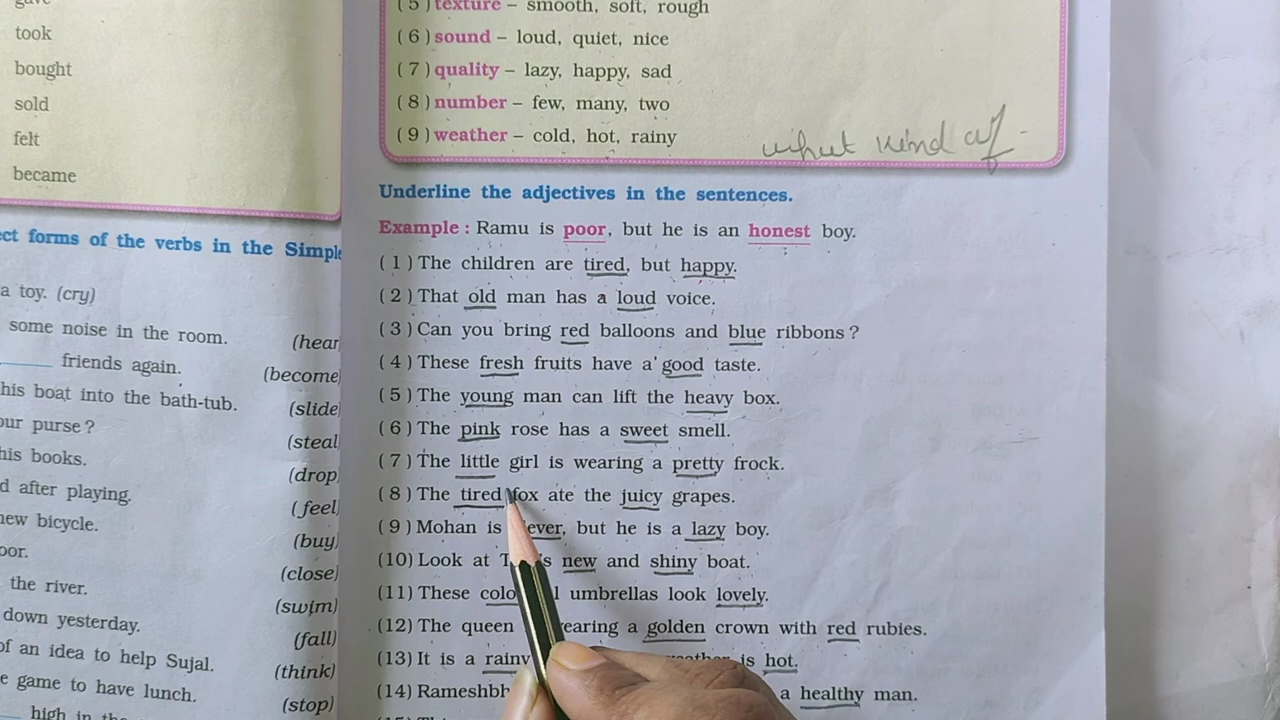 took
bought
sold
felt
became
ect forms of the verbs in the Simple
a toy. (cry)
some noise in the room. (hear
friends again. (become
his boat into the bath-tub. (slide
our purse ? (steal
his books. (drop
d after playing. (feel
new bicycle. (buy
oor. (close
the river. (swim
down yesterday. (fall
of an idea to help Sujal. (think
e game to have lunch. (stop
high in the
( 5 ) texture – smooth, soft, rough
( 6 ) sound – loud, quiet, nice
( 7 ) quality – lazy, happy, sad
( 8 ) number – few, many, two
( 9 ) weather – cold, hot, rainy
what kind of -
Underline the adjectives in the sentences.
Example : Ramu is poor, but he is an honest boy.
( 1 ) The children are tired, but happy.
( 2 ) That old man has a loud voice.
( 3 ) Can you bring red balloons and blue ribbons ?
( 4 ) These fresh fruits have a good taste.
( 5 ) The young man can lift the heavy box.
( 6 ) The pink rose has a sweet smell.
( 7 ) The little girl is wearing a pretty frock.
( 8 ) The tired fox ate the juicy grapes.
( 9 ) Mohan is lever, but he is a lazy boy.
(10) Look at T s new and shiny boat.
(11) These colo l umbrellas look lovely.
(12) The queen earing a golden crown with red rubies.
(13) It is a rainy weather is hot.
(14) Rameshbh a healthy man.